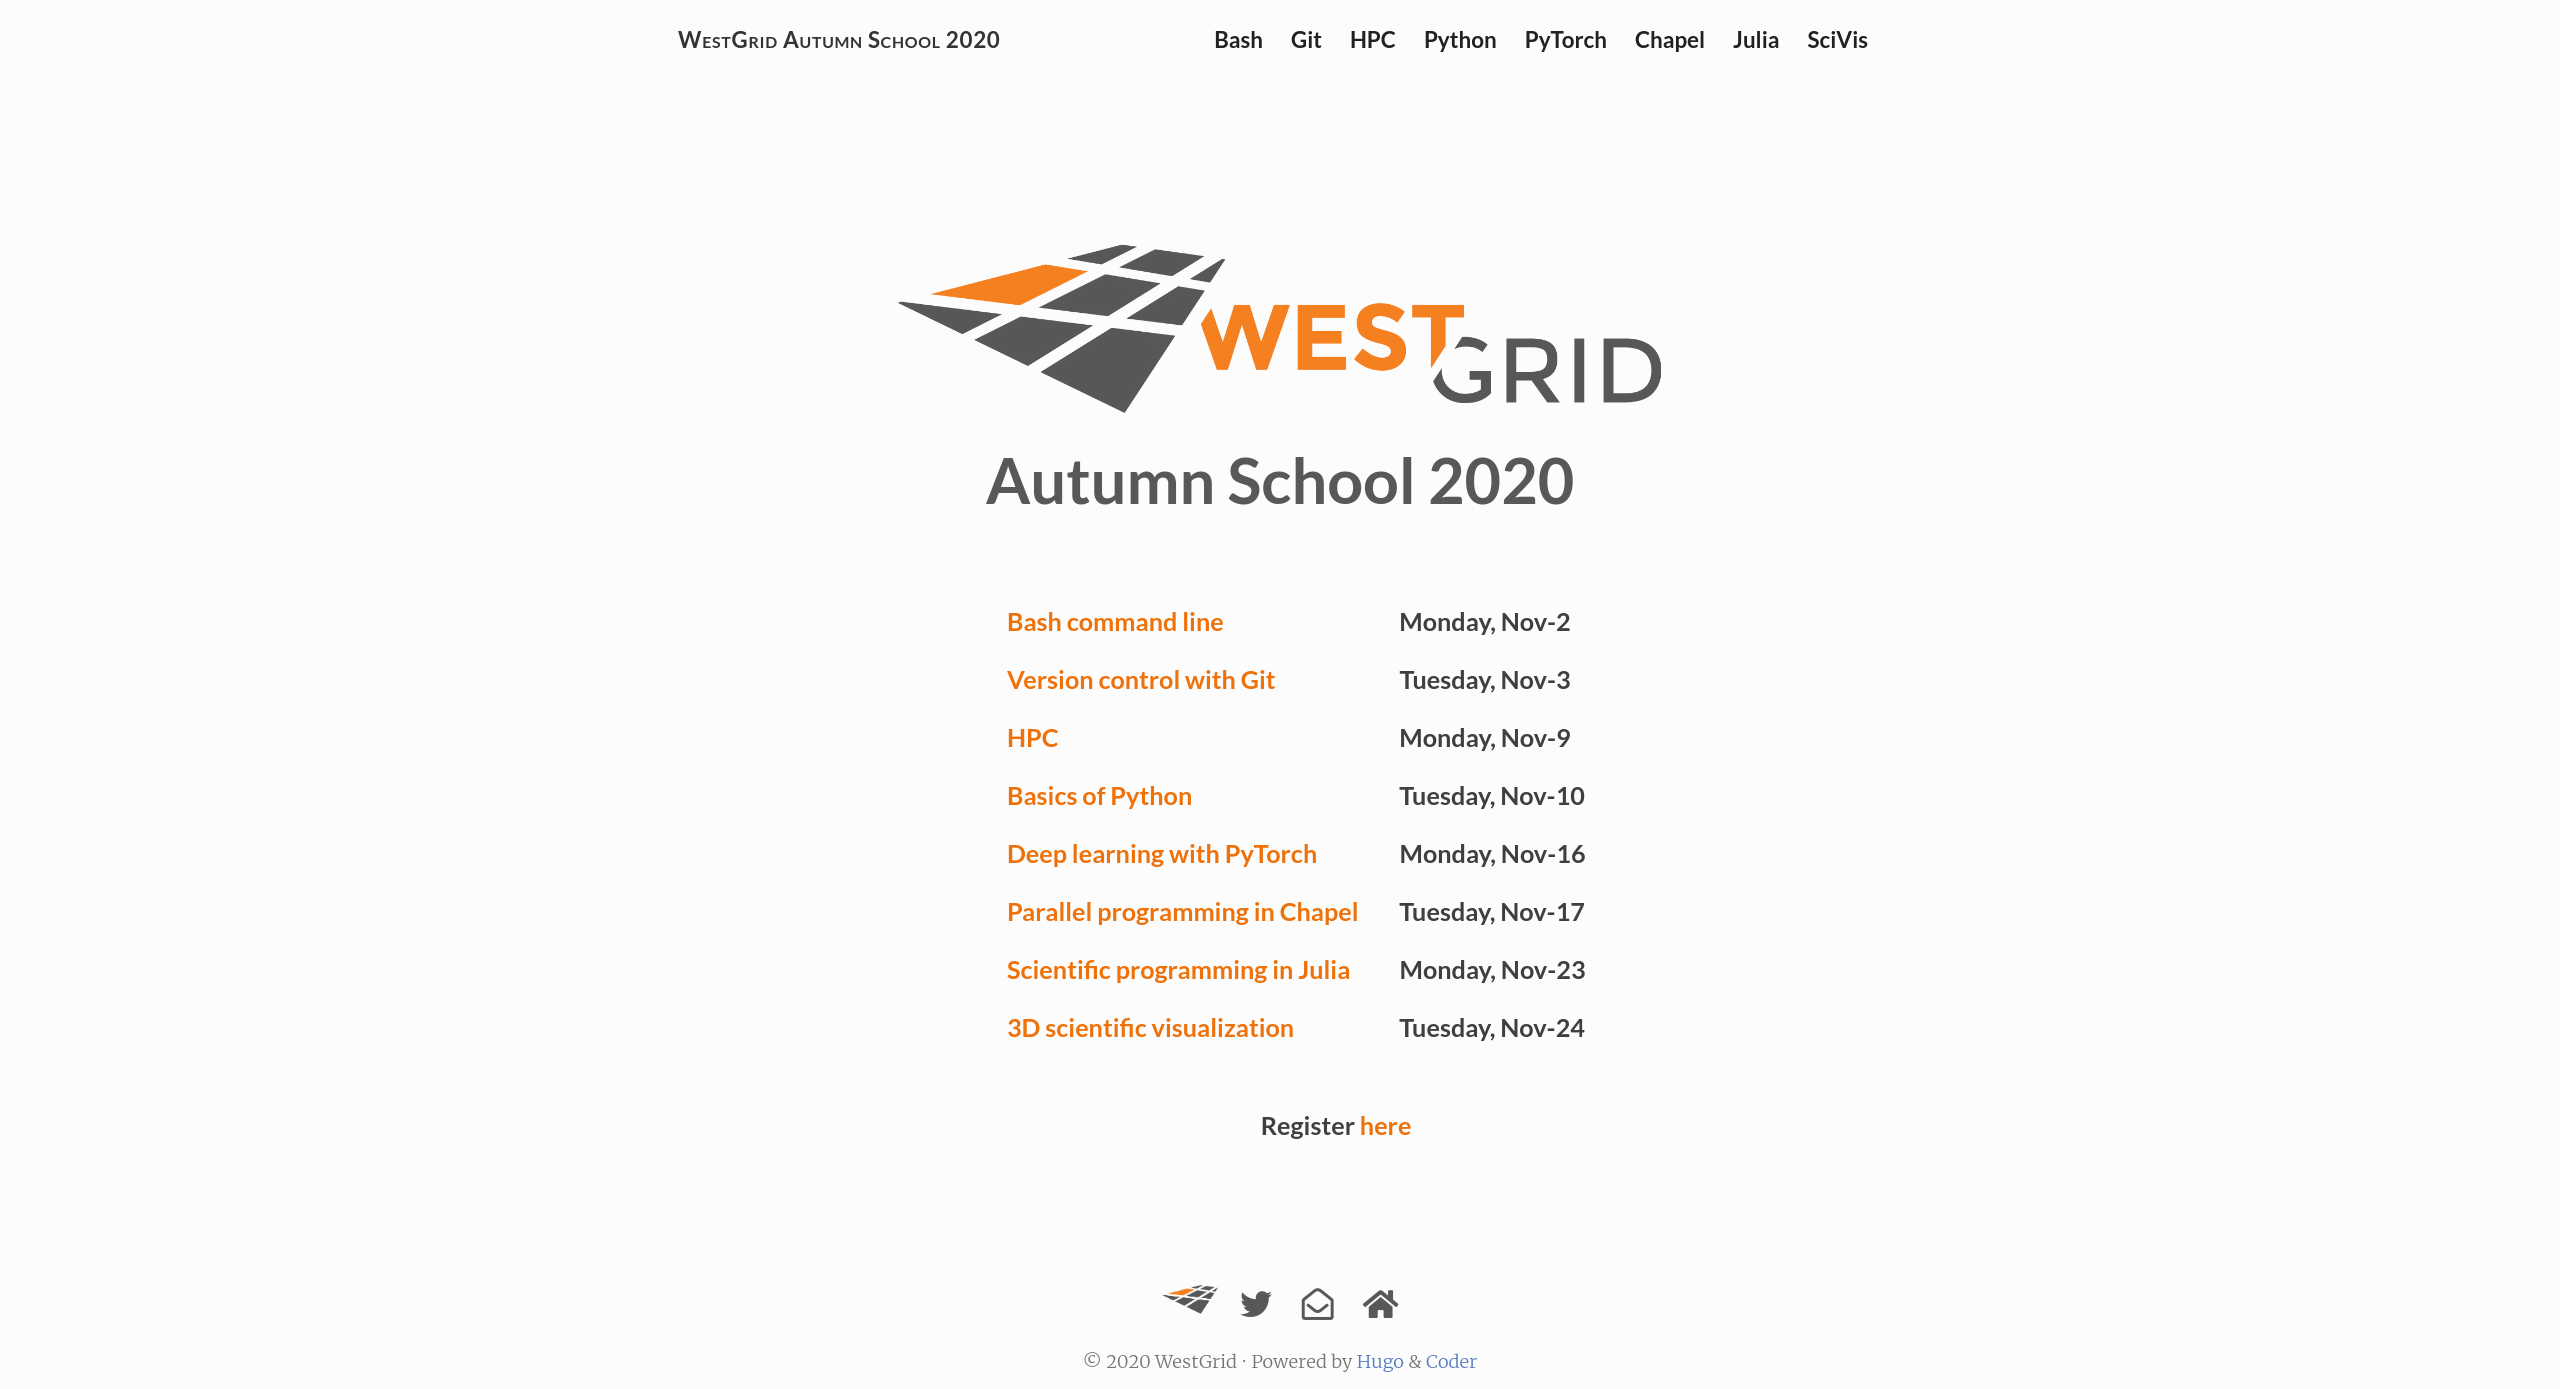 WestGrid Autumn School 2020 Bash Git HPC Python PyTorch Chapel Julia SciVis
WEST
GRID
Autumn School 2020
Bash command line Monday, Nov-2
Version control with Git Tuesday, Nov-3
HPC Monday, Nov-9
Basics of Python Tuesday, Nov-10
Deep learning with PyTorch Monday, Nov-16
Parallel programming in Chapel Tuesday, Nov-17
Scientific programming in Julia Monday, Nov-23
3D scientific visualization Tuesday, Nov-24
Register here
© 2020 WestGrid · Powered by Hugo & Coder